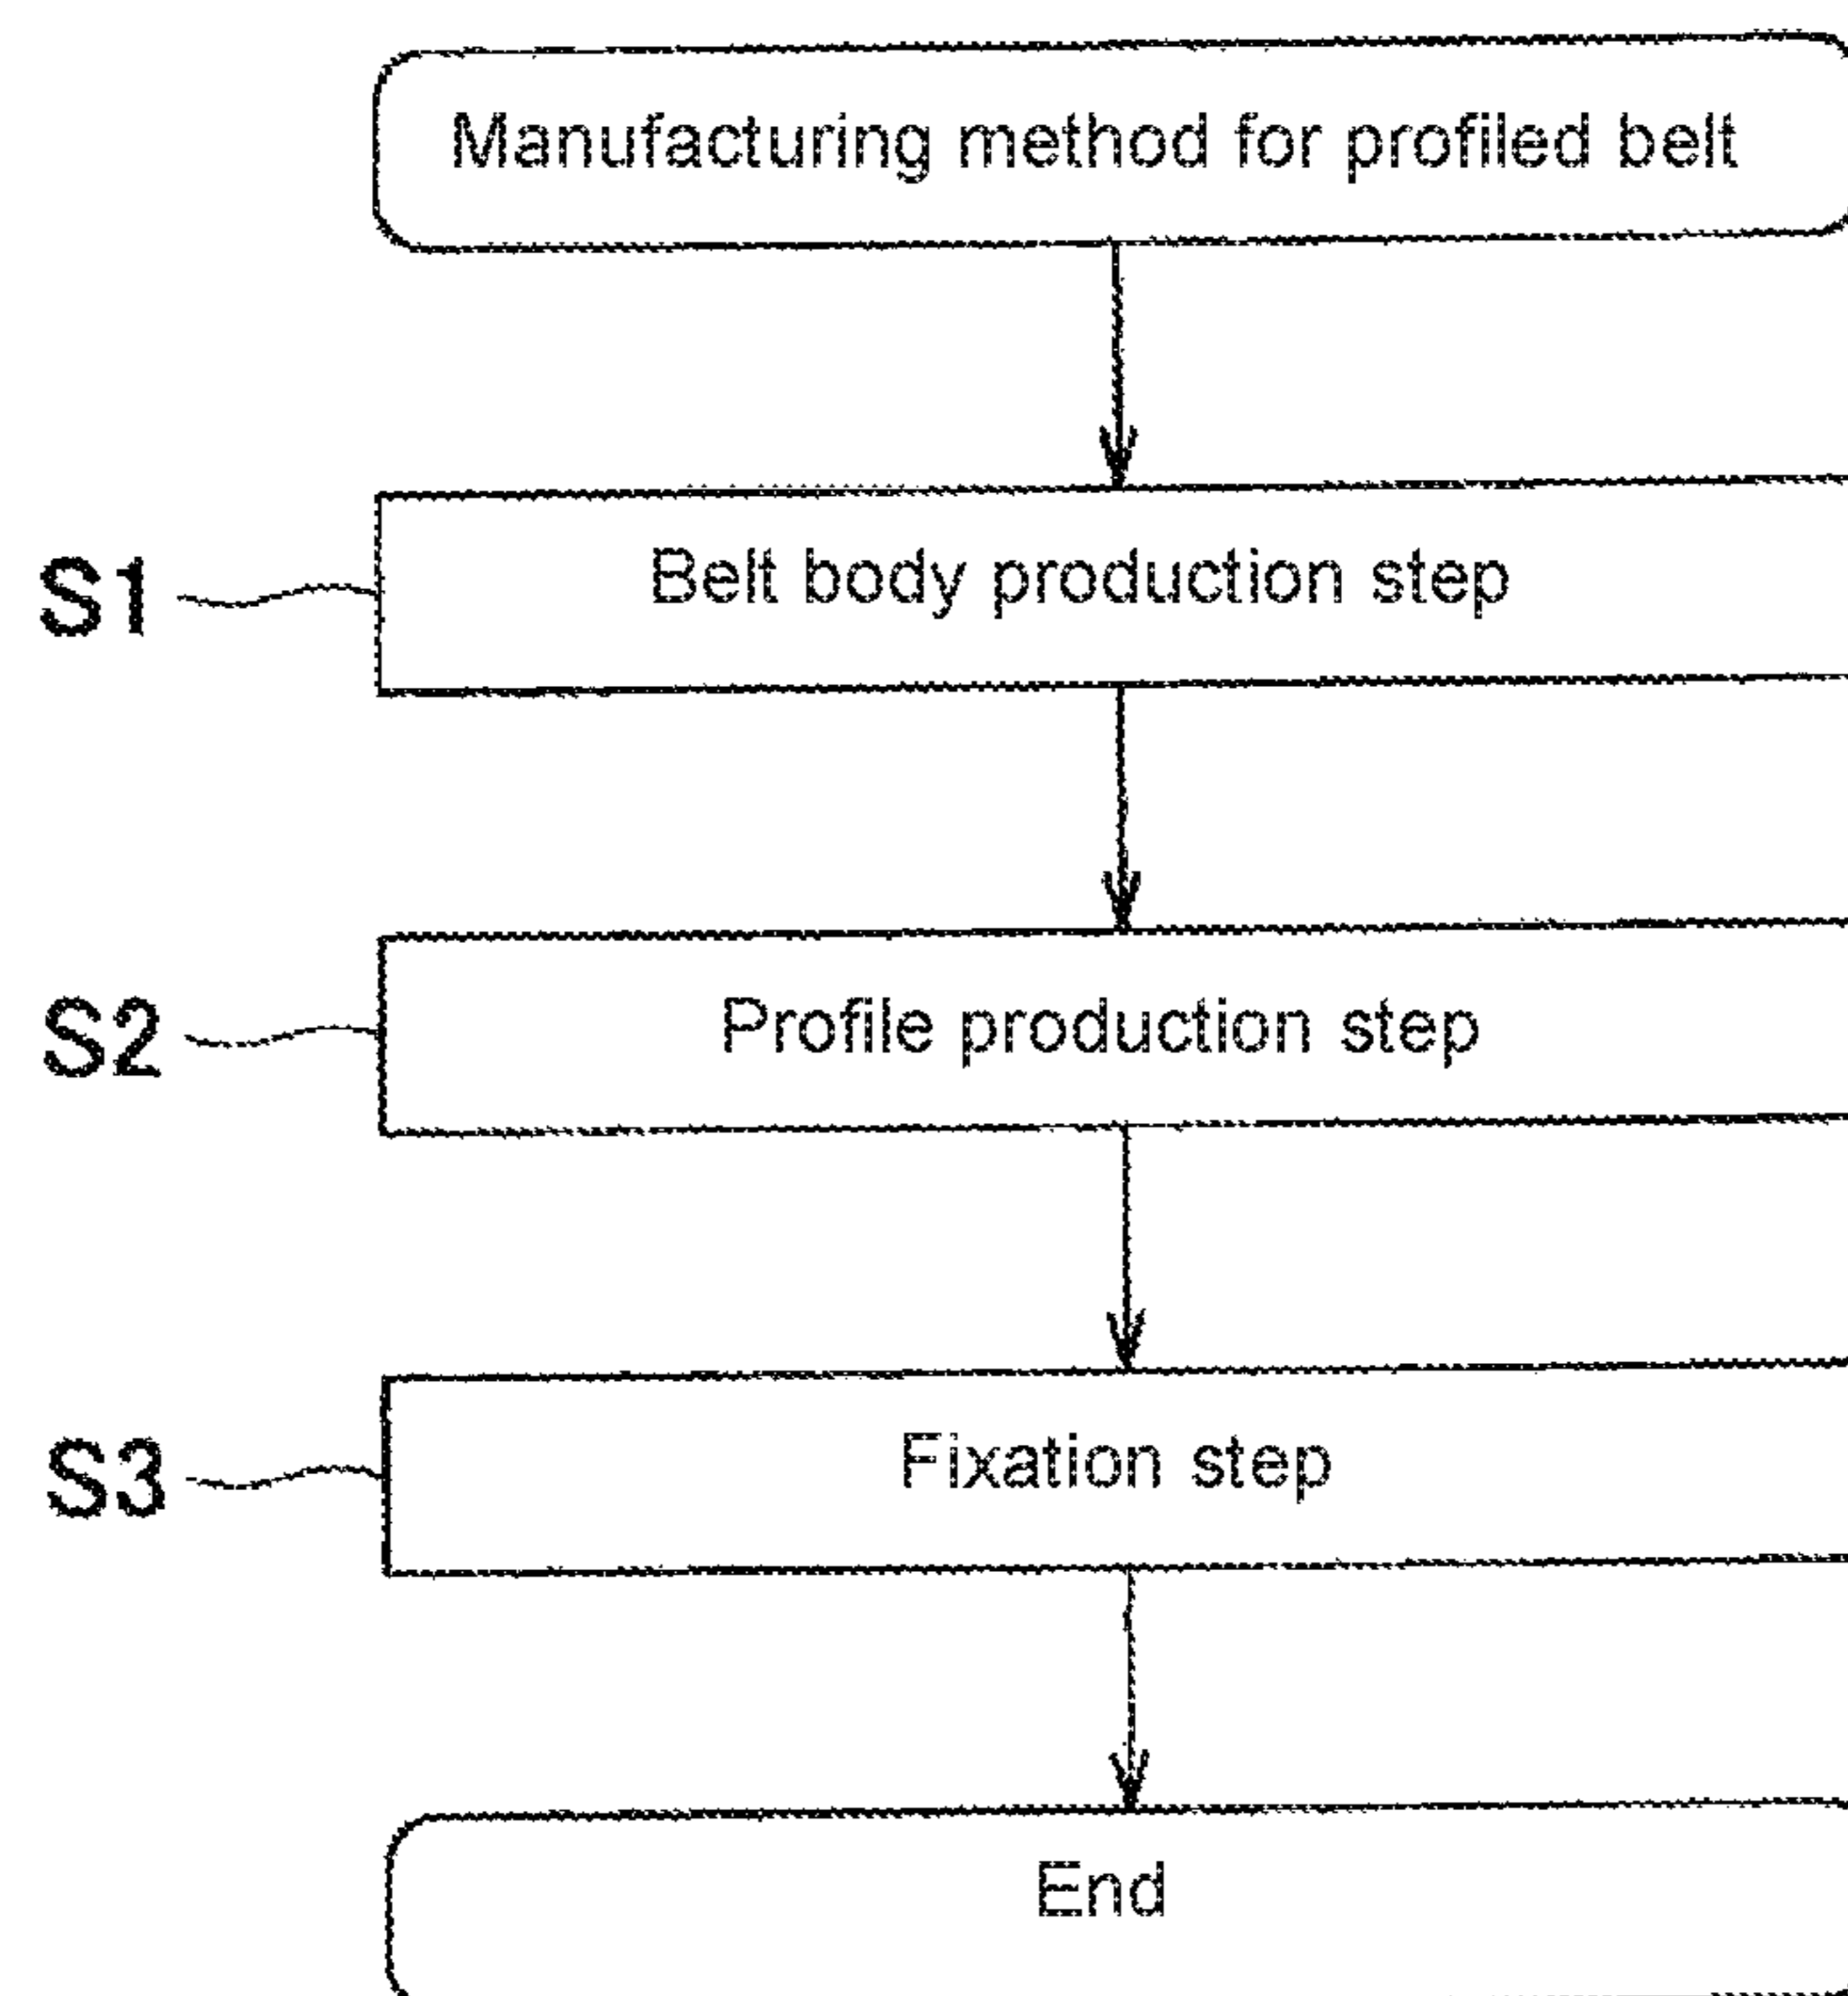 Manufacturing method for profiled belt
S1 Belt body production step
S2 Profile production step
S3 Fixation step
End